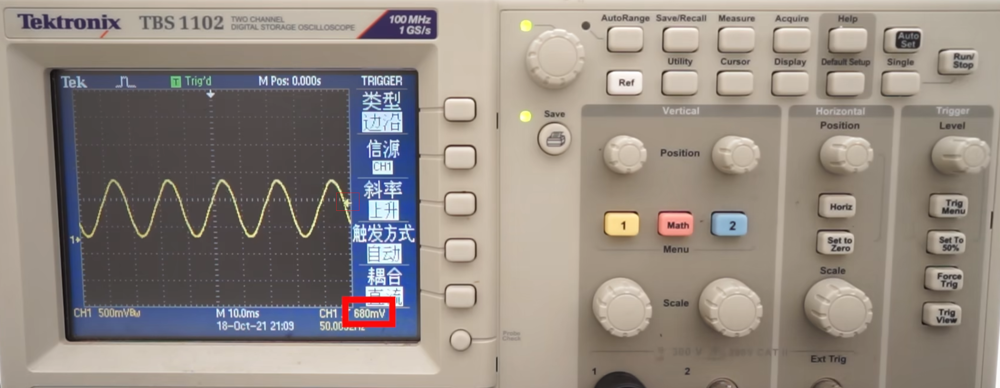 Tektronix TBS 1102 TWO CHANNEL DIGITAL STORAGE OSCILLOSCOPE 100 MHz 1 GS/s
Tek Trig'd M Pos: 0.000s TRIGGER
类型
边沿
信源
CH1
斜率
上升
触发方式
自动
耦合
直流
1
CH1 500mVBw M 10.0ms CH1 680mV
18-Oct-21 21:09
AutoRange Save/Recall Measure Acquire Help
Auto Set
Run/Stop
Utility Cursor Display Default Setup Single
Ref
Save
Vertical Horizontal Trigger
Position Level
Position
1 Math 2
Menu
Horiz
Set to Zero
Trig Menu
Set To 50%
Scale
Scale
Force Trig
Trig View
Probe Check
300 V CAT II
Ext Trig
1 2